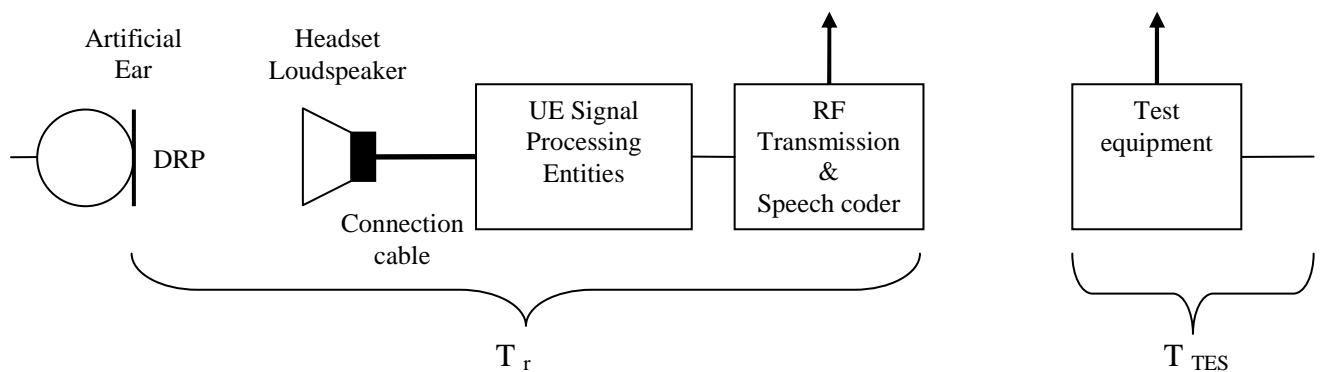 Artificial
Ear
DRP
Headset
Loudspeaker
Connection
cable
UE Signal
Processing
Entities
RF
Transmission
&
Speech coder
Test
equipment
T r
T TES